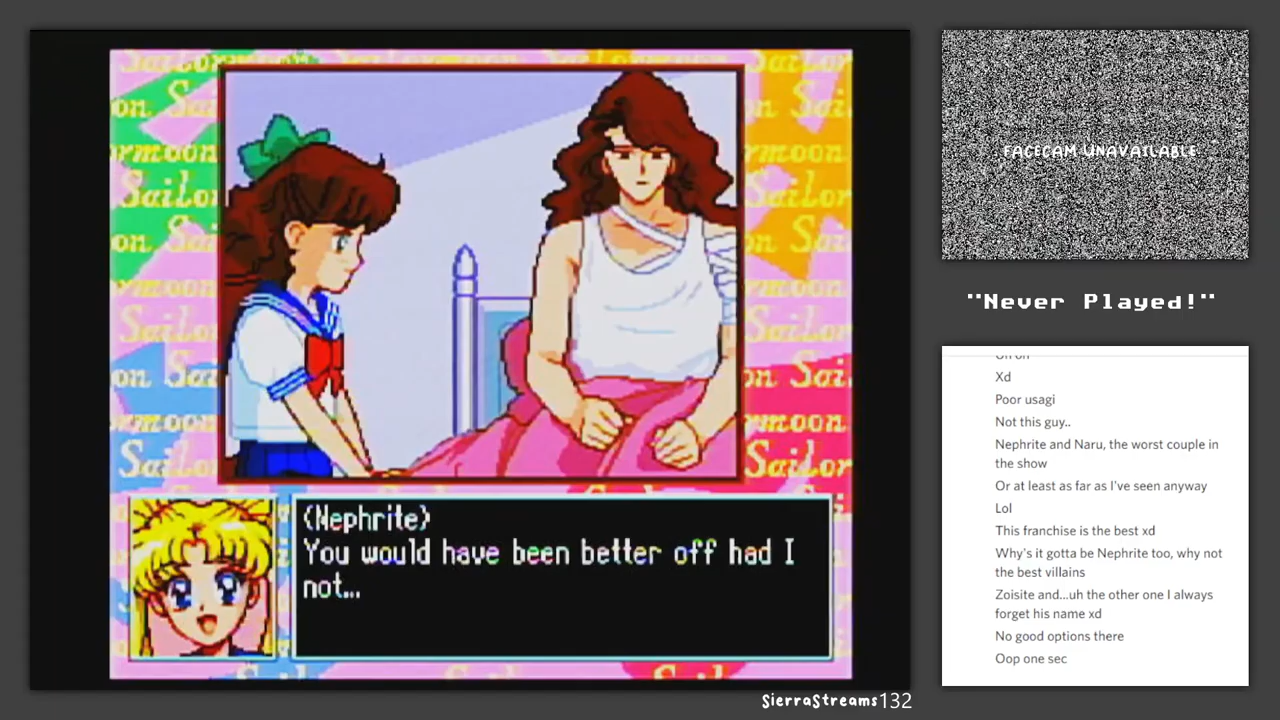 Sailormoon Sailormoon Sailor
FACECAM UNAVAILABLE
"Never Played!"
Xd
Poor usagi
Not this guy..
Nephrite and Naru, the worst couple in
the show
Or at least as far as I've seen anyway
Lol
This franchise is the best xd
Why's it gotta be Nephrite too, why not
the best villains
Zoisite and...uh the other one I always
forget his name xd
No good options there
Oop one sec
(Nephrite)
You would have been better off had I
not...
SierraStreams132